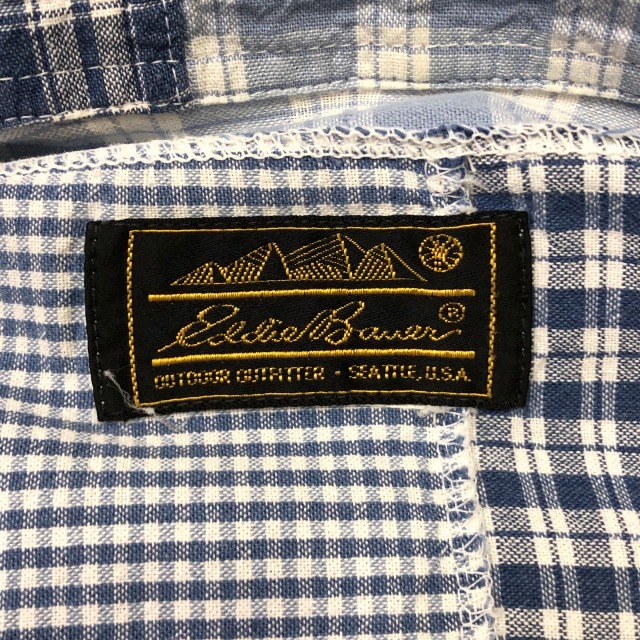 Eddie Bauer®
OUTDOOR OUTFITTER - SEATTLE, U.S.A.